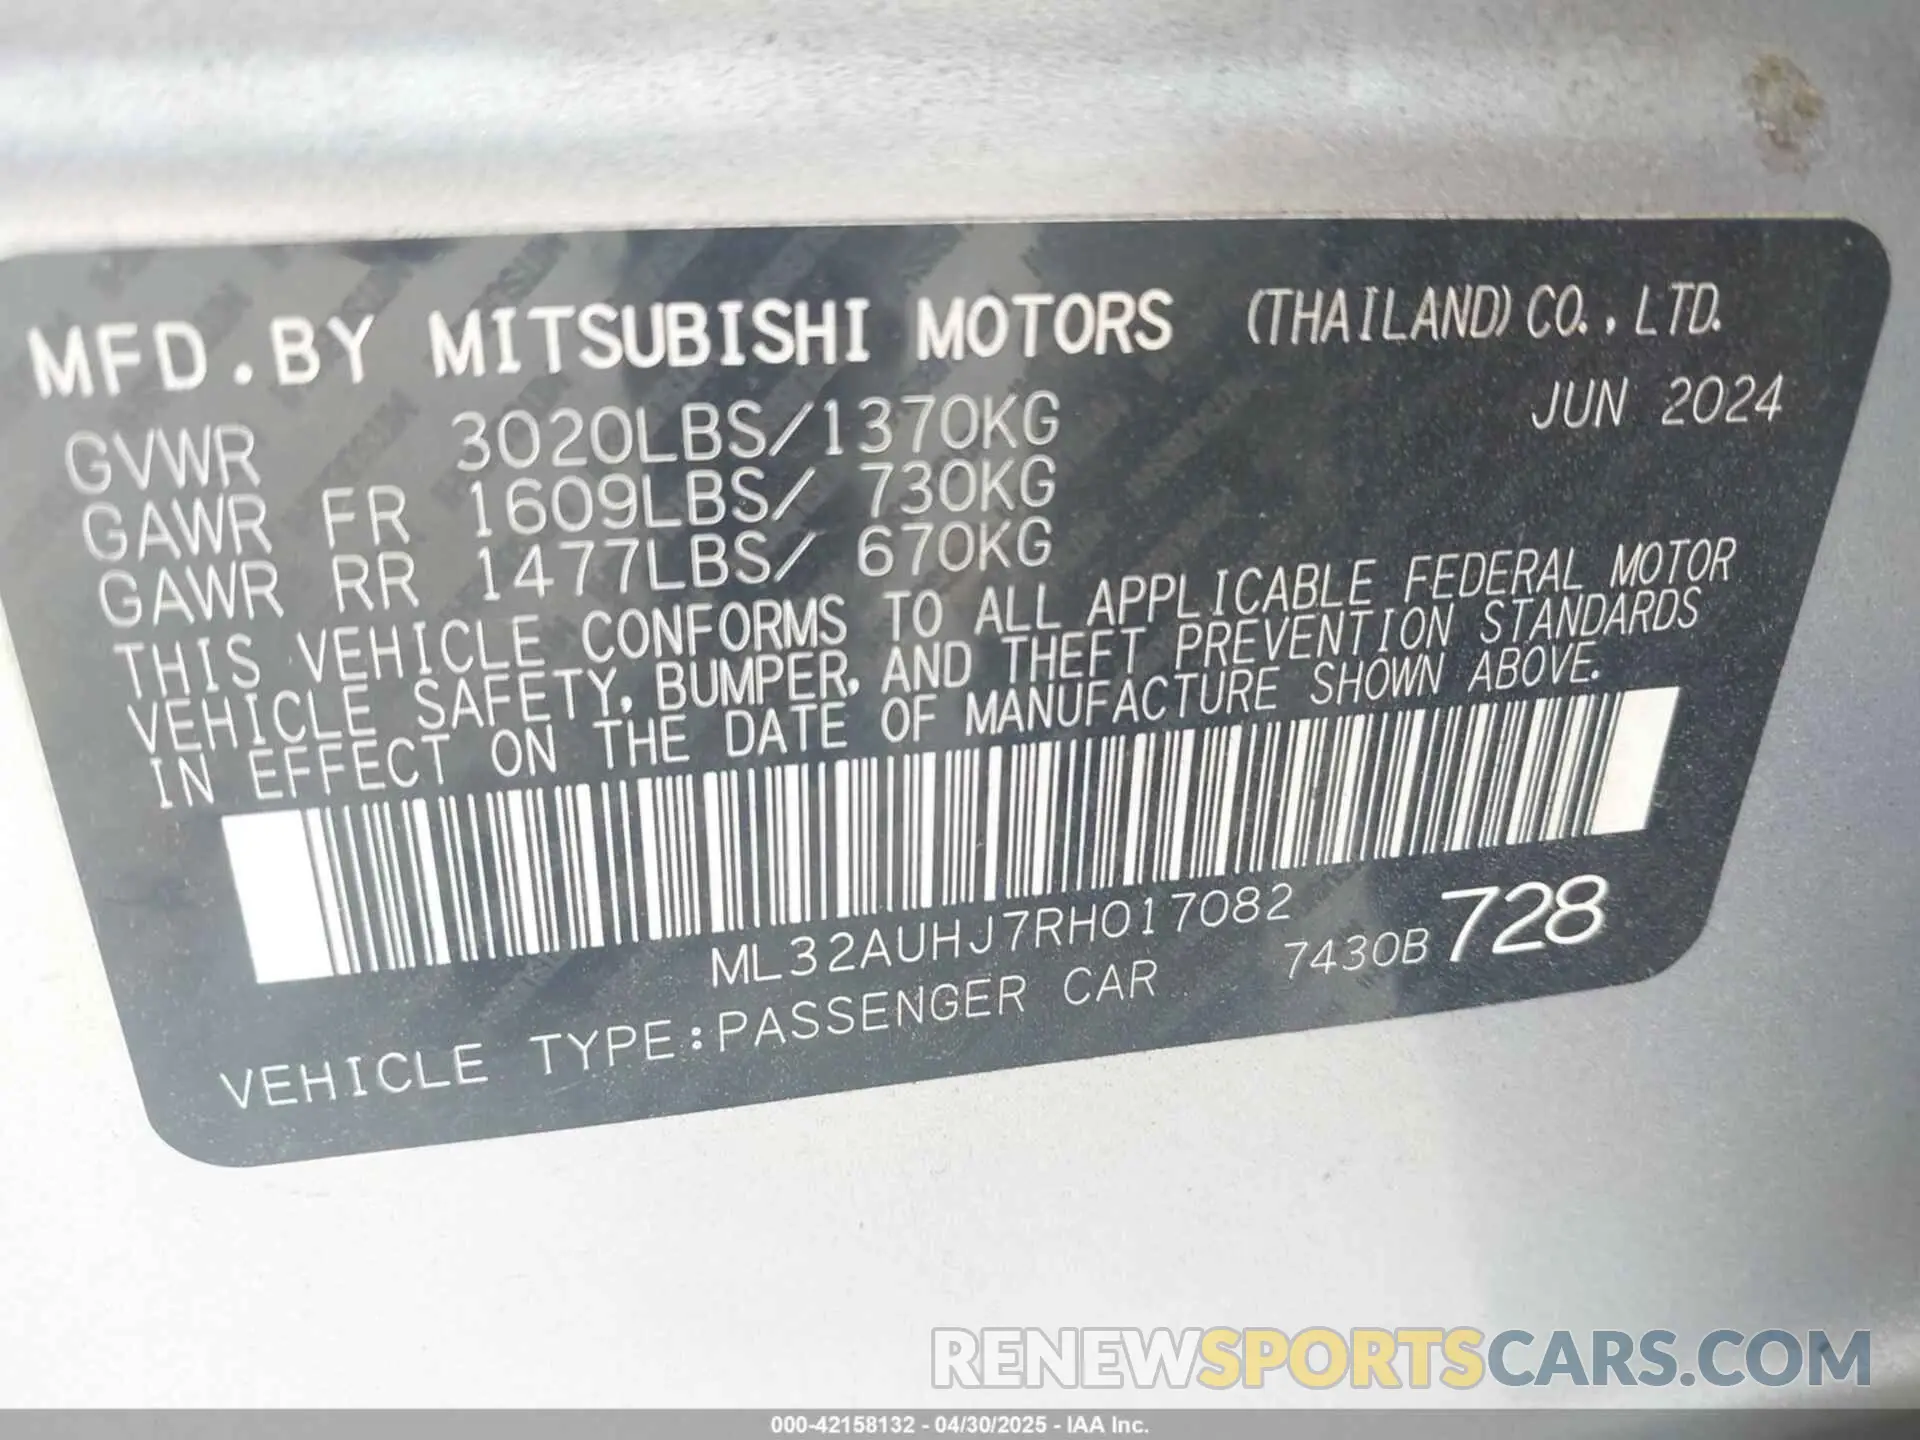 MFD.BY MITSUBISHI MOTORS (THAILAND) CO., LTD.
JUN 2024
GVWR 3020LBS/1370KG
GAWR FR 1609LBS/ 730KG
GAWR RR 1477LBS/ 670KG
THIS VEHICLE CONFORMS TO ALL APPLICABLE FEDERAL MOTOR
VEHICLE SAFETY, BUMPER, AND THEFT PREVENTION STANDARDS
IN EFFECT ON THE DATE OF MANUFACTURE SHOWN ABOVE.
ML32AUHJ7RH017082
7430B 728
VEHICLE TYPE:PASSENGER CAR
RENEWSPORTSCARS.COM
000-42158132 - 04/30/2025 - IAA Inc.